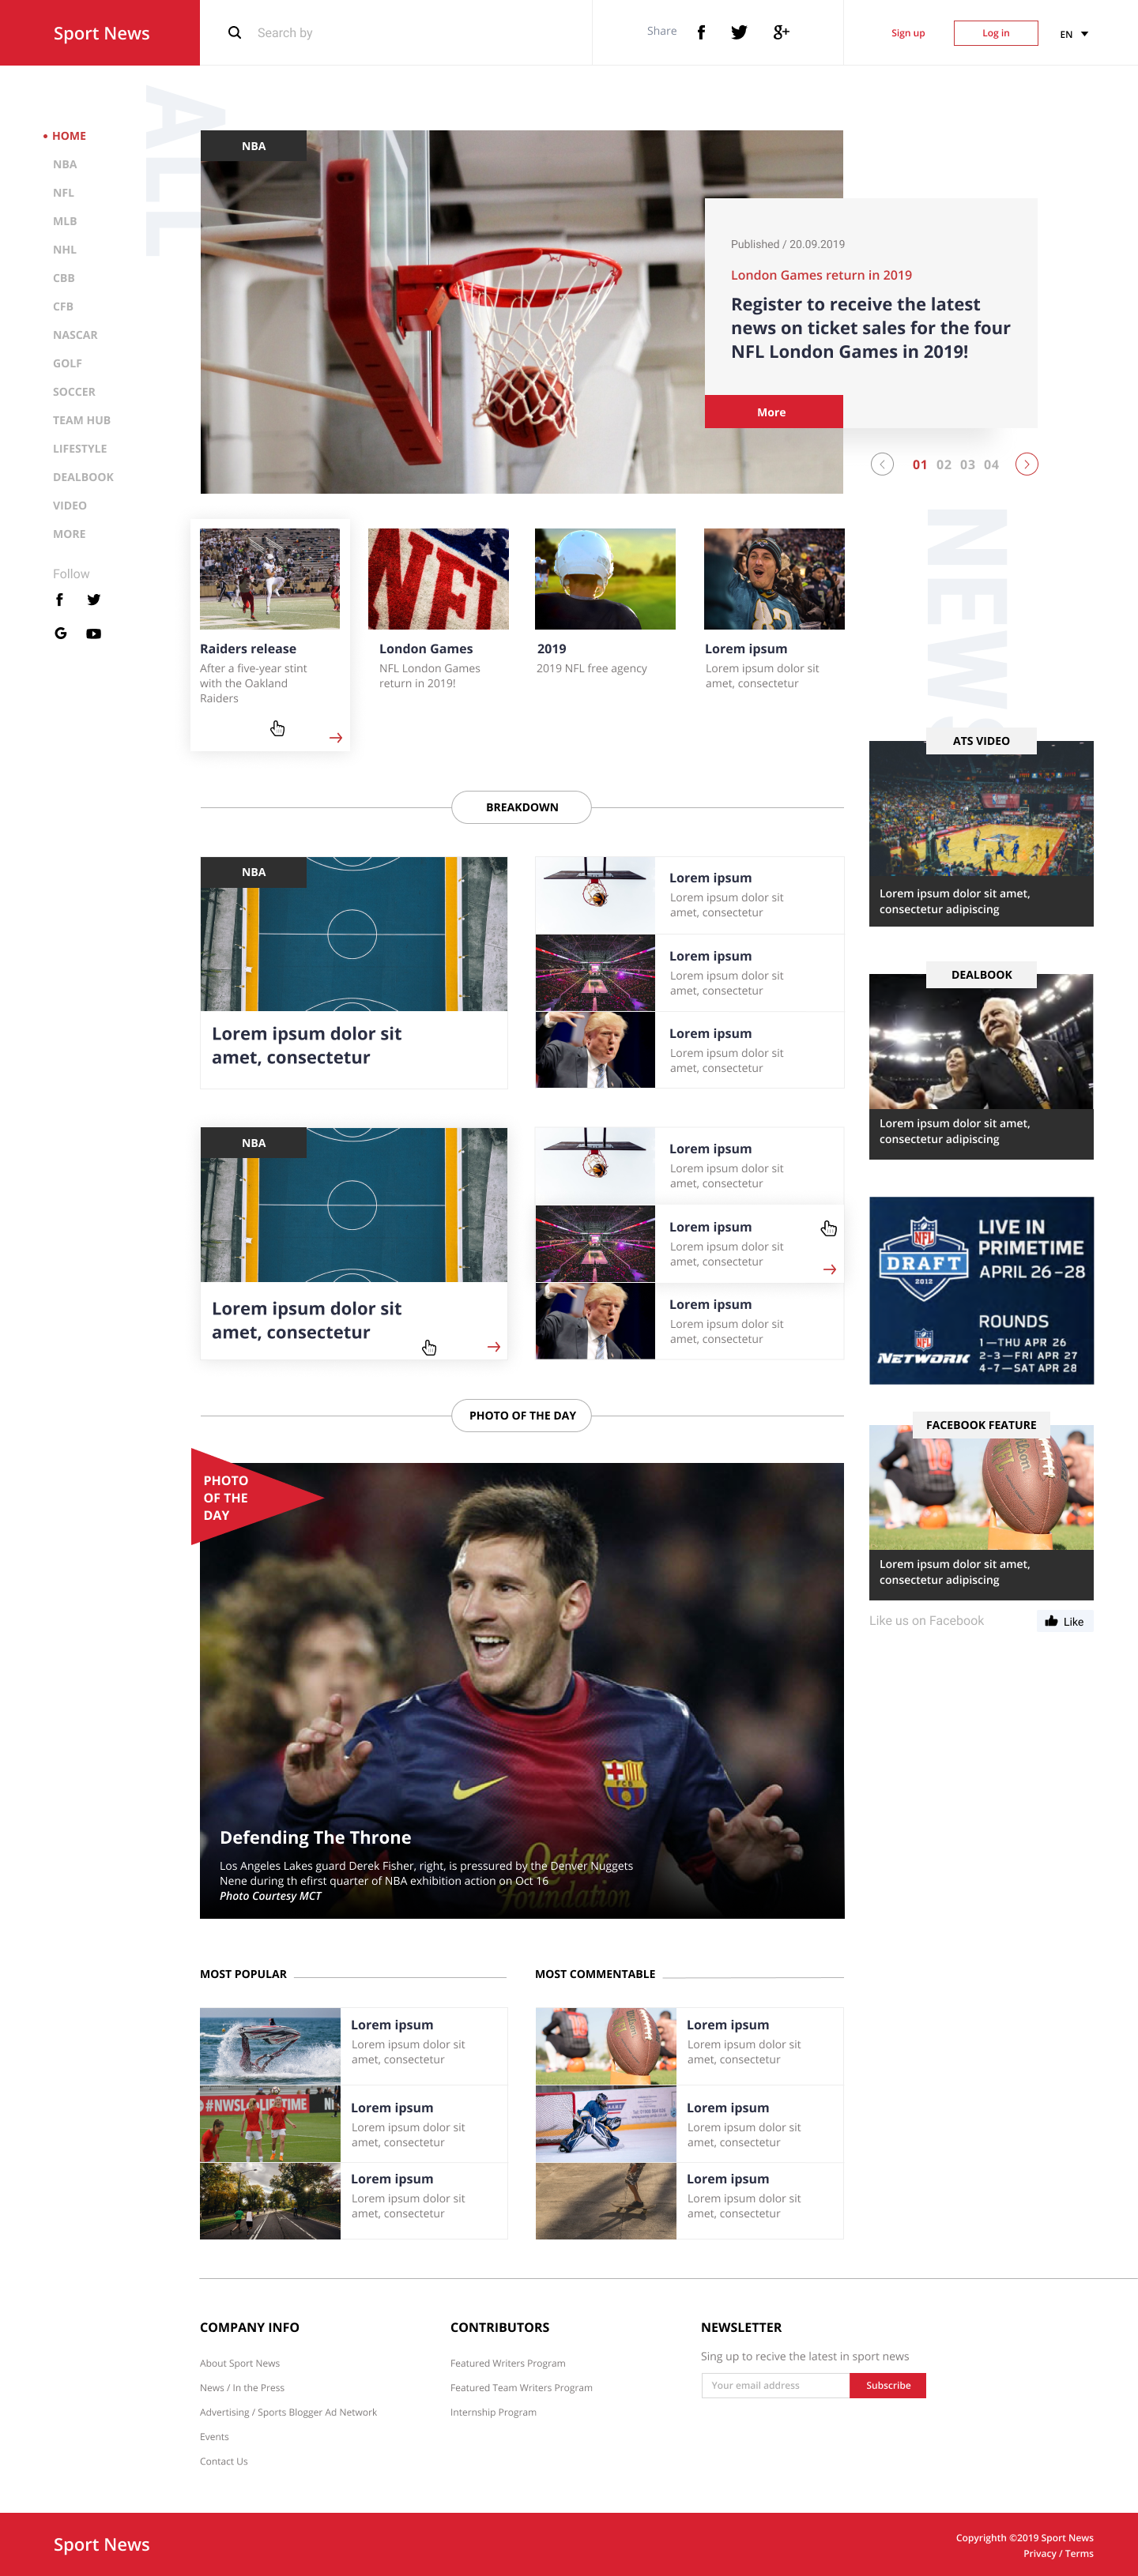 Sport News
Search by
Share
Sign up
Log in
EN
ALL
HOME
NBA
NFL
MLB
NHL
CBB
CFB
NASCAR
GOLF
SOCCER
TEAM HUB
LIFESTYLE
DEALBOOK
VIDEO
MORE
Follow
NBA
Published / 20.09.2019
London Games return in 2019
Register to receive the latest
news on ticket sales for the four
NFL London Games in 2019!
More
01 02 03 04
NEWS
NFL
Raiders release
After a five-year stint
with the Oakland
Raiders
London Games
NFL London Games
return in 2019!
2019
2019 NFL free agency
Lorem ipsum
Lorem ipsum dolor sit
amet, consectetur
BREAKDOWN
NBA
Lorem ipsum dolor sit
amet, consectetur
Lorem ipsum
Lorem ipsum dolor sit
amet, consectetur
Lorem ipsum
Lorem ipsum dolor sit
amet, consectetur
Lorem ipsum
Lorem ipsum dolor sit
amet, consectetur
NBA
Lorem ipsum dolor sit
amet, consectetur
Lorem ipsum
Lorem ipsum dolor sit
amet, consectetur
Lorem ipsum
Lorem ipsum dolor sit
amet, consectetur
Lorem ipsum
Lorem ipsum dolor sit
amet, consectetur
ATS VIDEO
Lorem ipsum dolor sit amet,
consectetur adipiscing
DEALBOOK
Lorem ipsum dolor sit amet,
consectetur adipiscing
NFL
DRAFT
2012
LIVE IN
PRIMETIME
APRIL 26-28
ROUNDS
1—THU APR 26
2-3—FRI APR 27
4-7—SAT APR 28
NFL
NETWORK
FACEBOOK FEATURE
Wilson
Lorem ipsum dolor sit amet,
consectetur adipiscing
Like us on Facebook
Like
PHOTO OF THE DAY
PHOTO
OF THE
DAY
FCB
Qatar
Foundation
Defending The Throne
Los Angeles Lakes guard Derek Fisher, right, is pressured by the Denver Nuggets
Nene during th efirst quarter of NBA exhibition action on Oct 16
Photo Courtesy MCT
MOST POPULAR
Lorem ipsum
Lorem ipsum dolor sit
amet, consectetur
#NWSL
LIFETIME
Lorem ipsum
Lorem ipsum dolor sit
amet, consectetur
Lorem ipsum
Lorem ipsum dolor sit
amet, consectetur
MOST COMMENTABLE
Lorem ipsum
Lorem ipsum dolor sit
amet, consectetur
Lorem ipsum
Lorem ipsum dolor sit
amet, consectetur
Lorem ipsum
Lorem ipsum dolor sit
amet, consectetur
COMPANY INFO
About Sport News
News / In the Press
Advertising / Sports Blogger Ad Network
Events
Contact Us
CONTRIBUTORS
Featured Writers Program
Featured Team Writers Program
Internship Program
NEWSLETTER
Sing up to recive the latest in sport news
Your email address
Subscribe
Sport News
Copyrighth ©2019 Sport News
Privacy / Terms